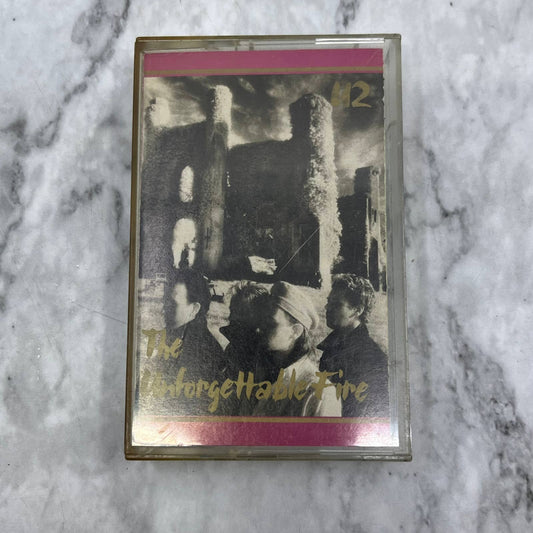 U2
The
Unforgettable Fire